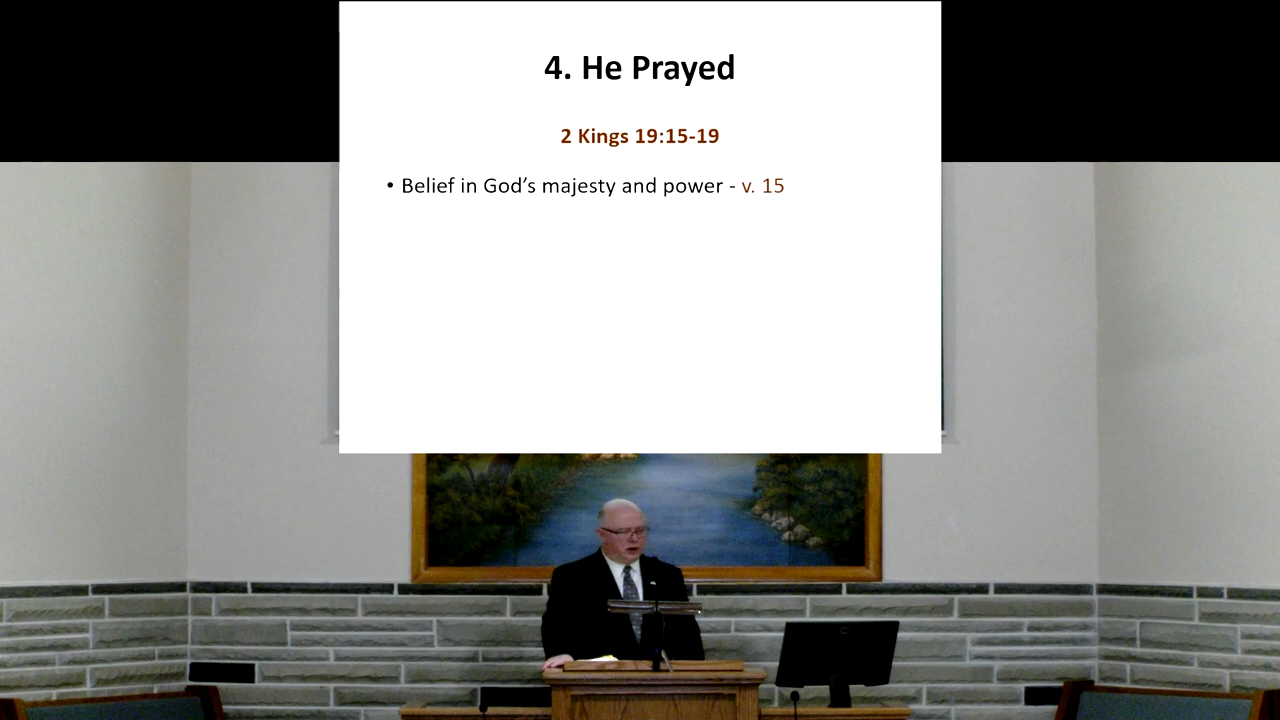 4. He Prayed
2 Kings 19:15-19
• Belief in God’s majesty and power - v. 15